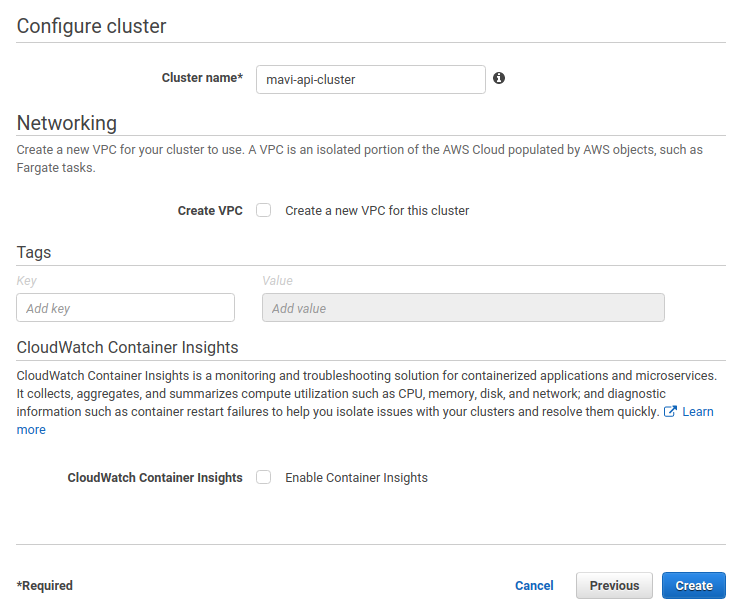 Configure cluster
Cluster name* mavi-api-cluster
Networking
Create a new VPC for your cluster to use. A VPC is an isolated portion of the AWS Cloud populated by AWS objects, such as
Fargate tasks.
Create VPC Create a new VPC for this cluster
Tags
Key Value
Add key Add value
CloudWatch Container Insights
CloudWatch Container Insights is a monitoring and troubleshooting solution for containerized applications and microservices.
It collects, aggregates, and summarizes compute utilization such as CPU, memory, disk, and network; and diagnostic
information such as container restart failures to help you isolate issues with your clusters and resolve them quickly. Learn
more
CloudWatch Container Insights Enable Container Insights
*Required Cancel Previous Create